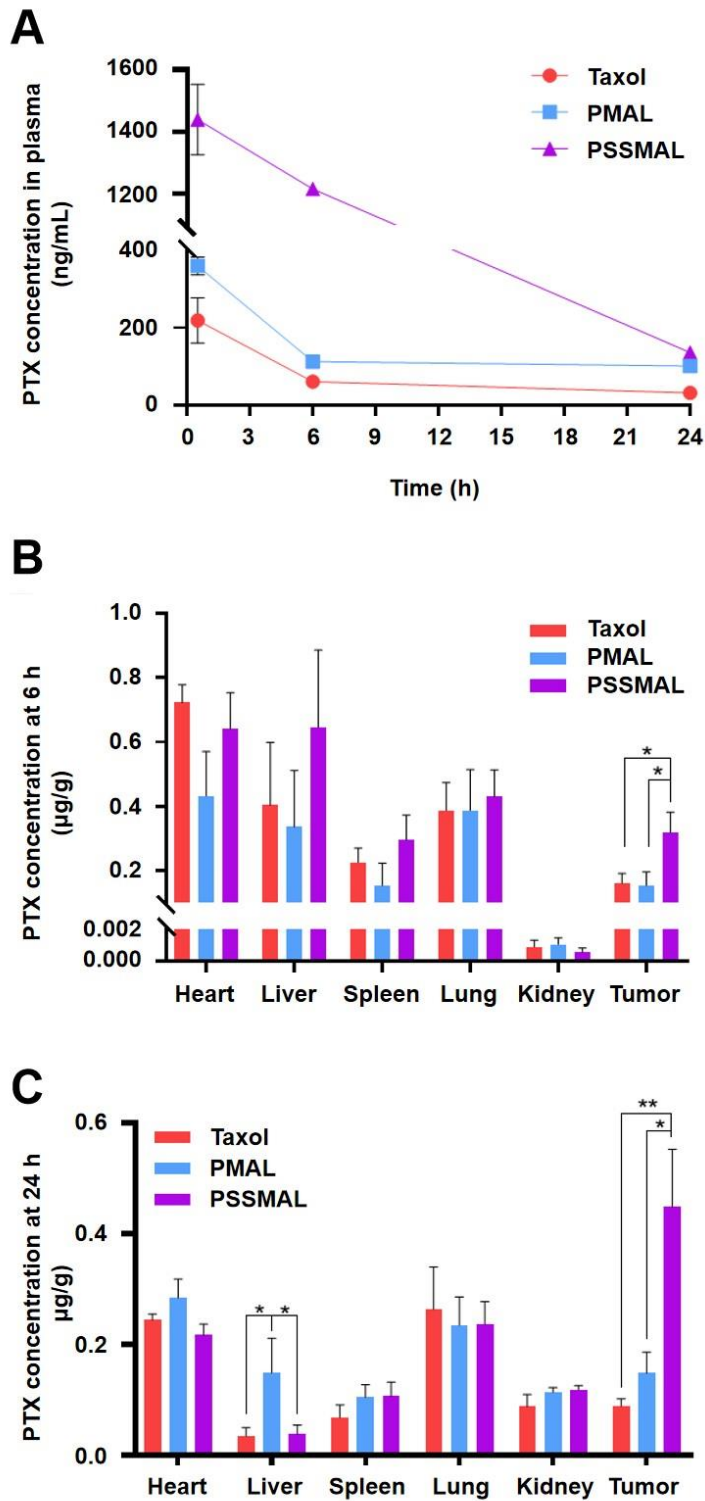 A
PTX concentration in plasma
(ng/mL)
1600
1400
1200
400
200
0
Taxol
PMAL
PSSMAL
0 3 6 9 12 15 18 21 24
Time (h)
B
PTX concentration at 6 h
(µg/g)
1.0
0.8
0.6
0.4
0.2
0.002
0.000
Taxol
PMAL
PSSMAL
*
*
Heart Liver Spleen Lung Kidney Tumor
C
PTX concentration at 24 h
µg/g)
0.6
0.4
0.2
0.0
Taxol
PMAL
PSSMAL
* *
**
*
Heart Liver Spleen Lung Kidney Tumor